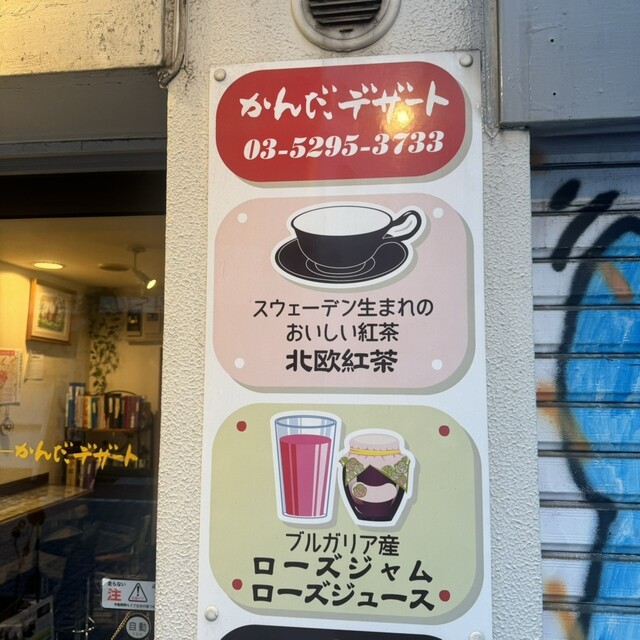 かんだデザート
03-5295-3733
スウェーデン生まれの
おいしい紅茶
北欧紅茶
ブルガリア産
ローズジャム
ローズジュース
かんだデザート
注
自動